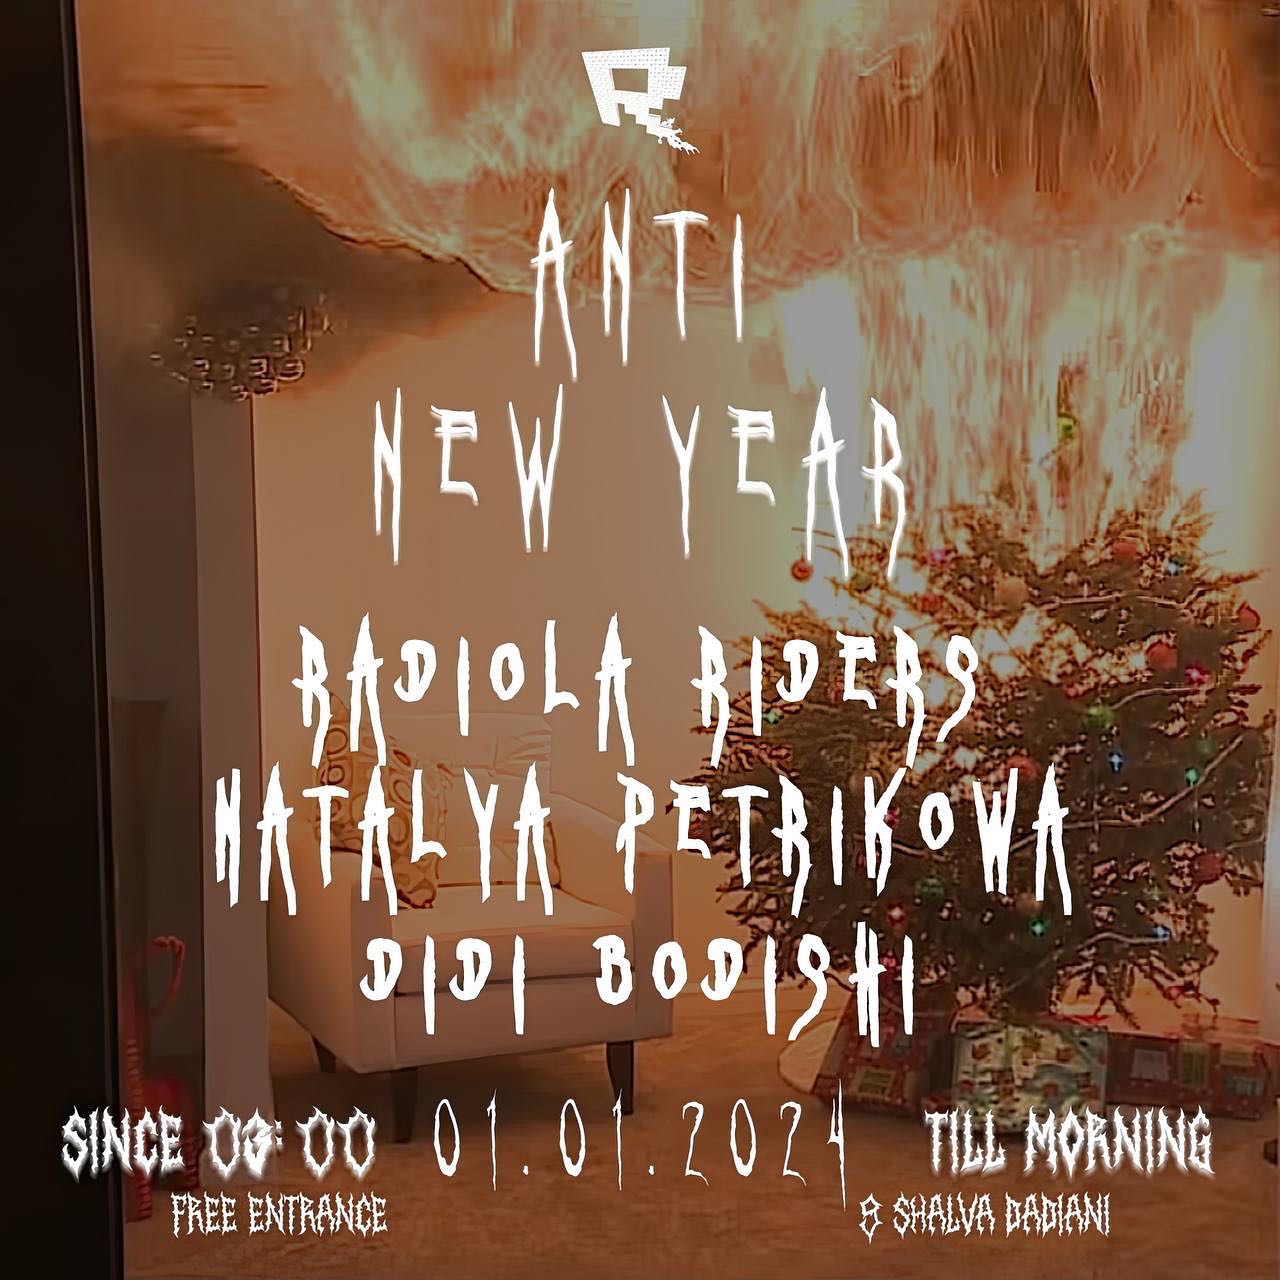 R
ANTI
NEW YEAR
RADIOLA RIDERS
NATALYA PETRIKOWA
DIDI BODISHI
SINCE 03:00 01.01.2024 TILL MORNING
FREE ENTRANCE 8 SHALVA DADIANI